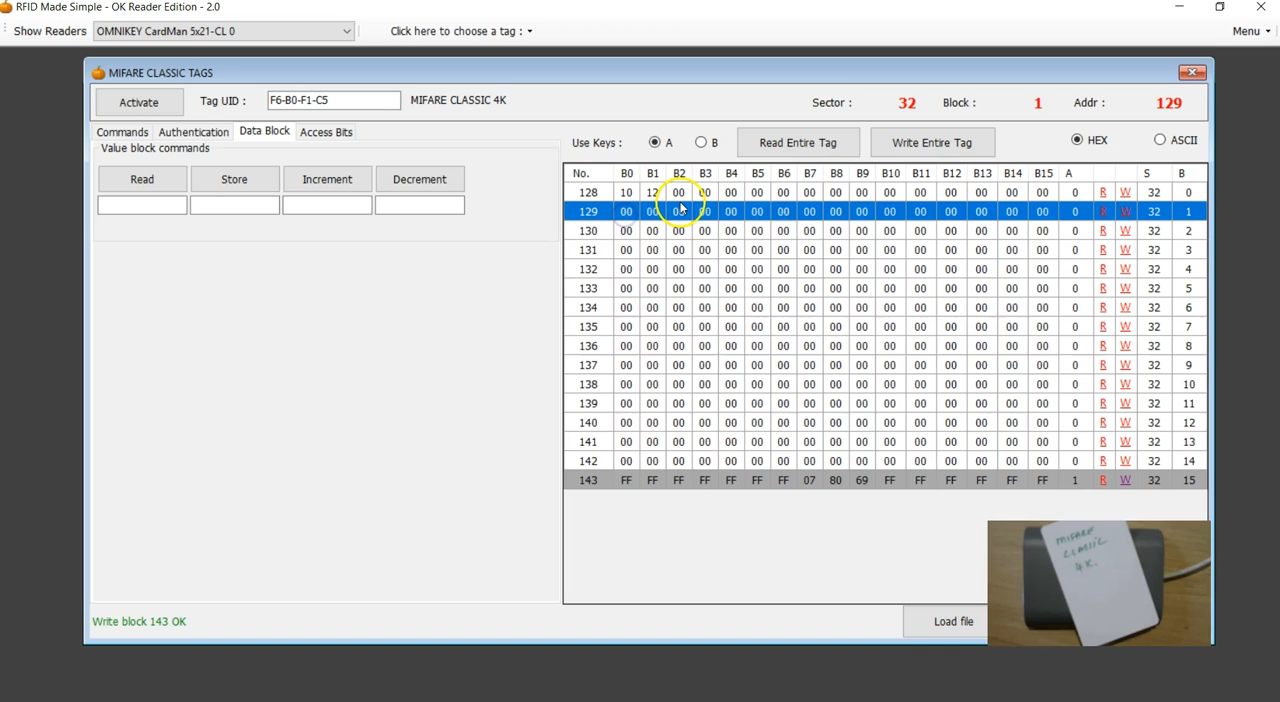 RFID Made Simple - OK Reader Edition - 2.0
Show Readers OMNIKEY CardMan 5x21-CL 0 Click here to choose a tag : Menu
MIFARE CLASSIC TAGS
Activate Tag UID : F6-B0-F1-C5 MIFARE CLASSIC 4K Sector : 32 Block : 1 Addr : 129
Commands Authentication Data Block Access Bits
Use Keys : A B Read Entire Tag Write Entire Tag HEX ASCII
Value block commands
Read Store Increment Decrement
No. B0 B1 B2 B3 B4 B5 B6 B7 B8 B9 B10 B11 B12 B13 B14 B15 A S B
128 10 12 00 00 00 00 00 00 00 00 00 00 00 00 00 00 0 R W 32 0
129 00 00 00 00 00 00 00 00 00 00 00 00 00 00 00 00 0 R W 32 1
130 00 00 00 00 00 00 00 00 00 00 00 00 00 00 00 00 0 R W 32 2
131 00 00 00 00 00 00 00 00 00 00 00 00 00 00 00 00 0 R W 32 3
132 00 00 00 00 00 00 00 00 00 00 00 00 00 00 00 00 0 R W 32 4
133 00 00 00 00 00 00 00 00 00 00 00 00 00 00 00 00 0 R W 32 5
134 00 00 00 00 00 00 00 00 00 00 00 00 00 00 00 00 0 R W 32 6
135 00 00 00 00 00 00 00 00 00 00 00 00 00 00 00 00 0 R W 32 7
136 00 00 00 00 00 00 00 00 00 00 00 00 00 00 00 00 0 R W 32 8
137 00 00 00 00 00 00 00 00 00 00 00 00 00 00 00 00 0 R W 32 9
138 00 00 00 00 00 00 00 00 00 00 00 00 00 00 00 00 0 R W 32 10
139 00 00 00 00 00 00 00 00 00 00 00 00 00 00 00 00 0 R W 32 11
140 00 00 00 00 00 00 00 00 00 00 00 00 00 00 00 00 0 R W 32 12
141 00 00 00 00 00 00 00 00 00 00 00 00 00 00 00 00 0 R W 32 13
142 00 00 00 00 00 00 00 00 00 00 00 00 00 00 00 00 0 R W 32 14
143 FF FF FF FF FF FF FF 07 80 69 FF FF FF FF FF FF 1 R W 32 15
MIFARE
CLASSIC
4K.
Write block 143 OK Load file